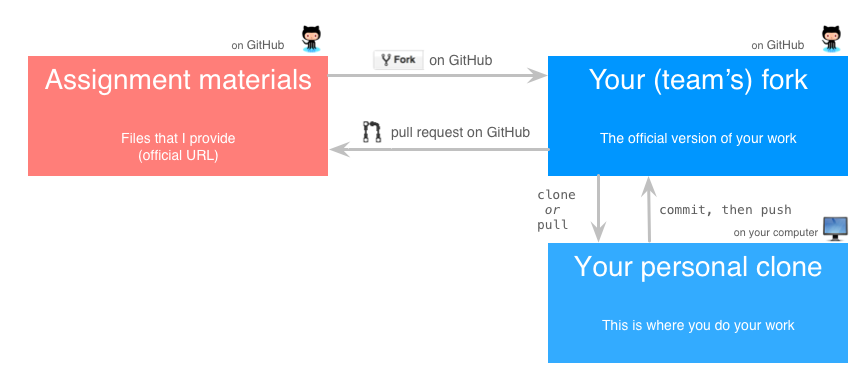 on GitHub
on GitHub
Assignment materials
Fork on GitHub
Your (team’s) fork
Files that I provide
(official URL)
pull request on GitHub
The official version of your work
clone
or
pull
commit, then push
on your computer
Your personal clone
This is where you do your work